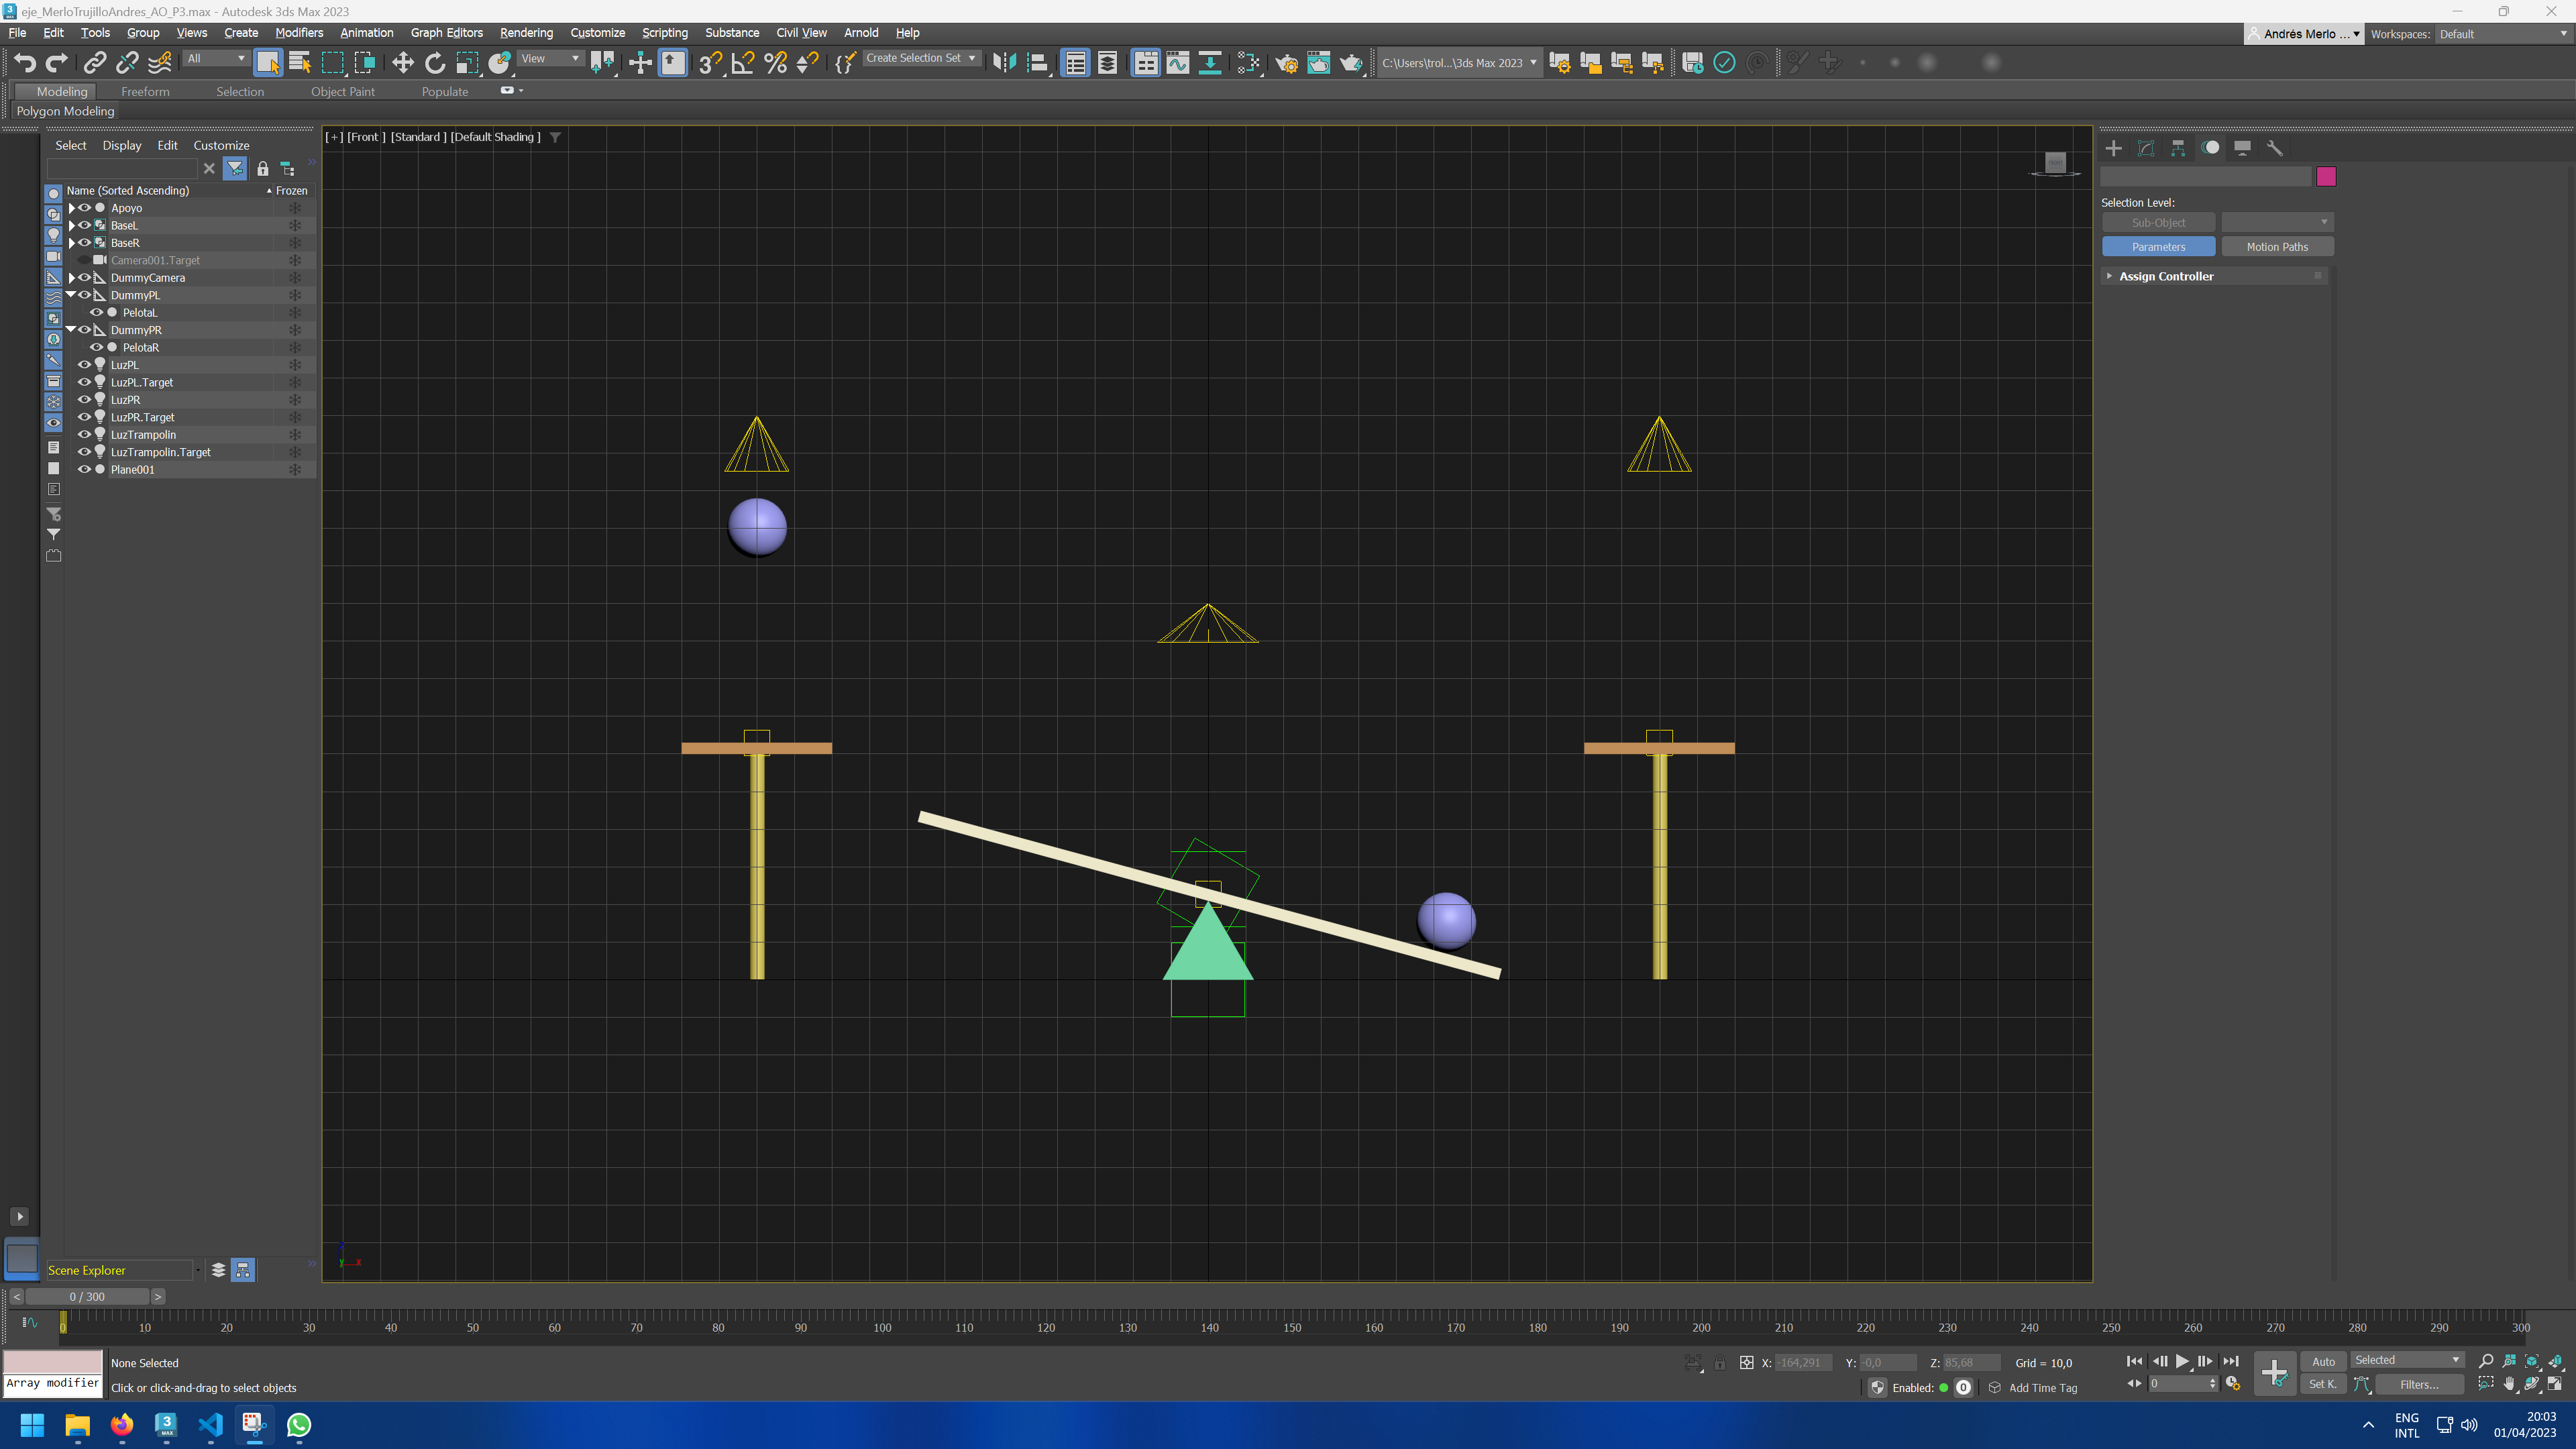 eje_MerloTrujilloAndres_AO_P3.max - Autodesk 3ds Max 2023
File Edit Tools Group Views Create Modifiers Animation Graph Editors Rendering Customize Scripting Substance Civil View Arnold Help
Andrés Merlo ... Workspaces: Default
All View Create Selection Set C:\Users\trol...\3ds Max 2023
Modeling Freeform Selection Object Paint Populate
Polygon Modeling
[+] [Front ] [Standard ] [Default Shading ]
Select Display Edit Customize
Name (Sorted Ascending) Frozen
Apoyo
BaseL
BaseR
Camera001.Target
DummyCamera
DummyPL
PelotaL
DummyPR
PelotaR
LuzPL
LuzPL.Target
LuzPR
LuzPR.Target
LuzTrampolin
LuzTrampolin.Target
Plane001
Selection Level:
Sub-Object
Parameters Motion Paths
Assign Controller
Scene Explorer
0 / 300
0 10 20 30 40 50 60 70 80 90 100 110 120 130 140 150 160 170 180 190 200 210 220 230 240 250 260 270 280 290 300
None Selected
Array modifier
Click or click-and-drag to select objects
X: -164,291 Y: -0,0 Z: 85,68 Grid = 10,0
Enabled: 0 Add Time Tag
0
Auto Selected
Set K. Filters...
ENG
INTL
20:03
01/04/2023